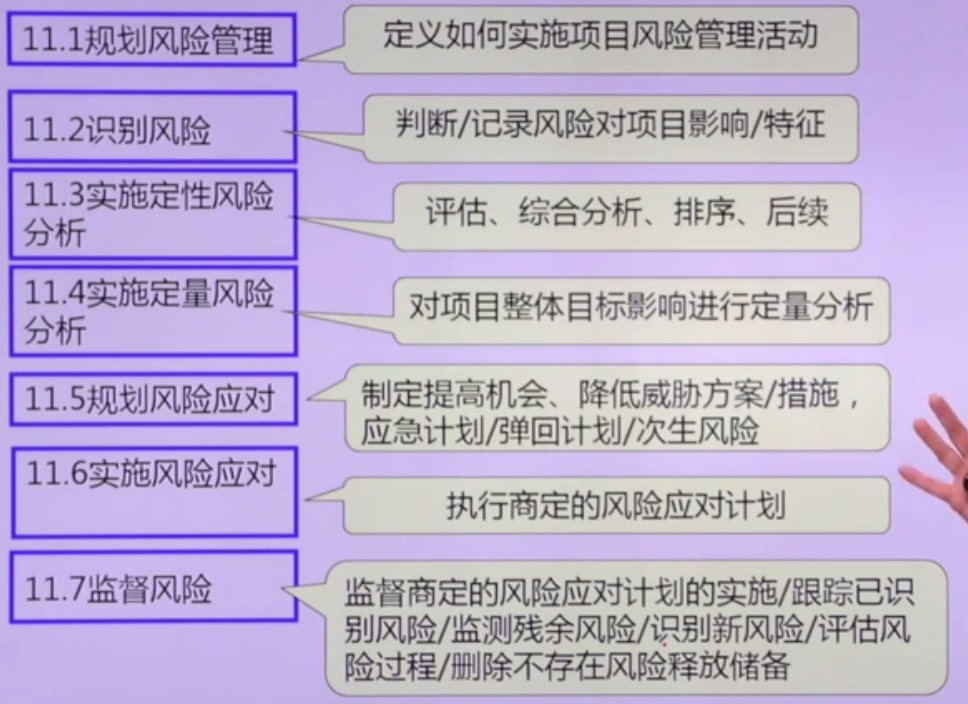 11.1规划风险管理
定义如何实施项目风险管理活动
11.2识别风险
判断/记录风险对项目影响/特征
11.3实施定性风险
分析
评估、综合分析、排序、后续
11.4实施定量风险
分析
对项目整体目标影响进行定量分析
11.5规划风险应对
制定提高机会、降低威胁方案/措施，
应急计划/弹回计划/次生风险
11.6实施风险应对
执行商定的风险应对计划
11.7监督风险
监督商定的风险应对计划的实施/跟踪已识
别风险/监测残余风险/识别新风险/评估风
险过程/删除不存在风险释放储备